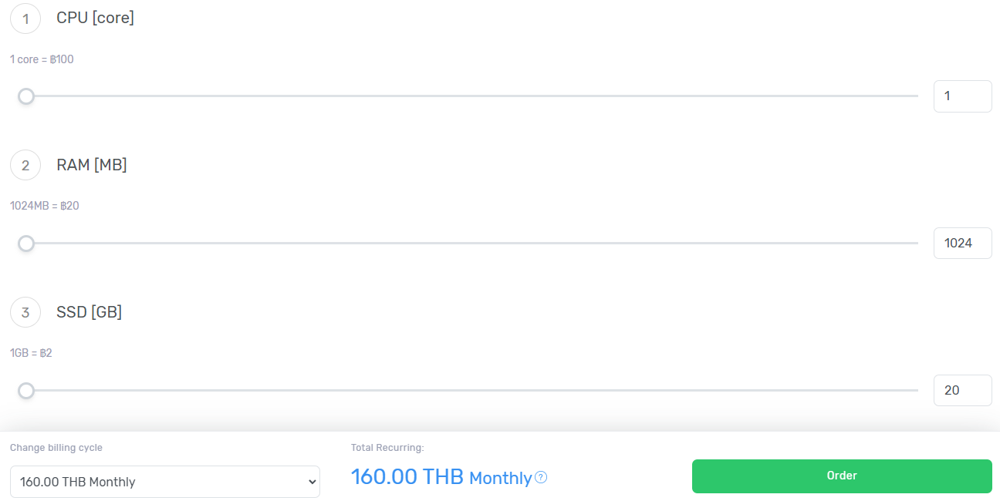 1
CPU [core]
1 core = ฿100
1
2
RAM [MB]
1024MB = ฿20
1024
3
SSD [GB]
1GB = ฿2
20
Change billing cycle
160.00 THB Monthly
Total Recurring:
160.00 THB Monthly ?
Order